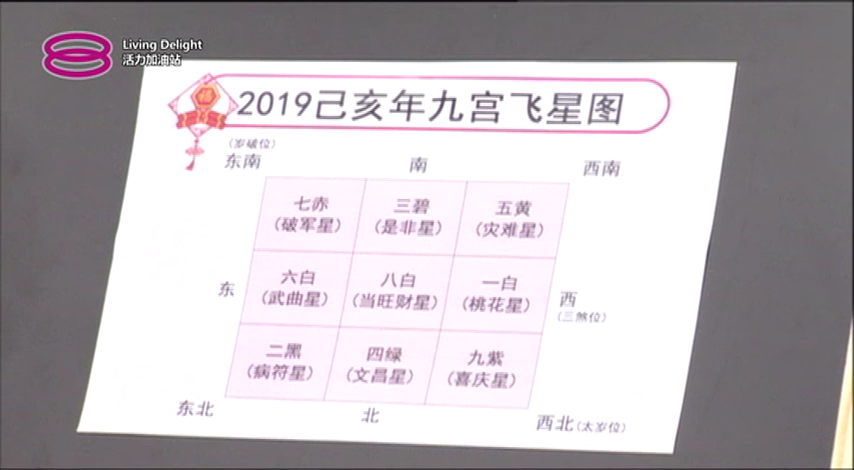 Living Delight
活力加油站
福
2019己亥年九宫飞星图
(岁破位)
东南
南
西南
七赤
(破军星)
三碧
(是非星)
五黄
(灾难星)
东
六白
(武曲星)
八白
(当旺财星)
一白
(桃花星)
西
(三煞位)
二黑
(病符星)
四绿
(文昌星)
九紫
(喜庆星)
东北
北
西北(太岁位)